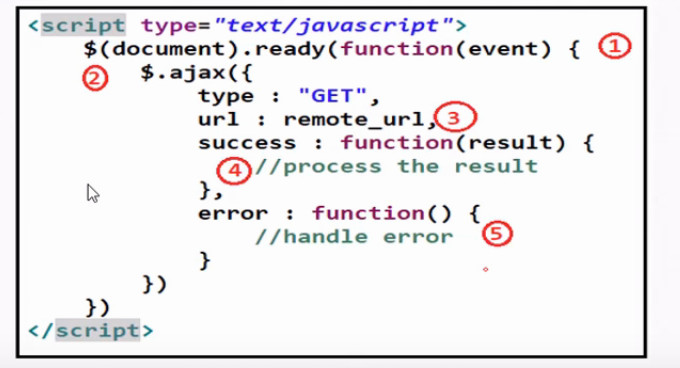 <script type="text/javascript">
$(document).ready(function(event) { 1
2 $.ajax({
type : "GET",
url : remote_url, 3
success : function(result) {
4 //process the result
},
error : function() {
//handle error 5
}
})
})
</script>